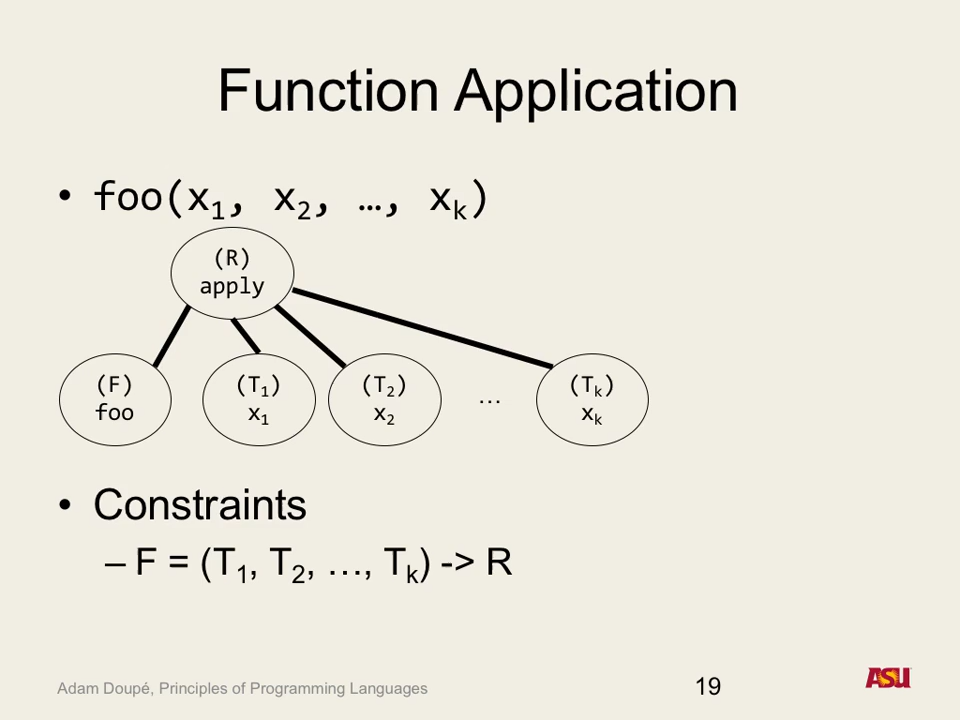 Function Application
• foo(x₁, x₂, …, xₖ)
(R)
apply
(F)
foo
(T₁)
x₁
(T₂)
x₂
…
(Tₖ)
xₖ
• Constraints
– F = (T₁, T₂, …, Tₖ) -> R
Adam Doupé, Principles of Programming Languages
19
ASU